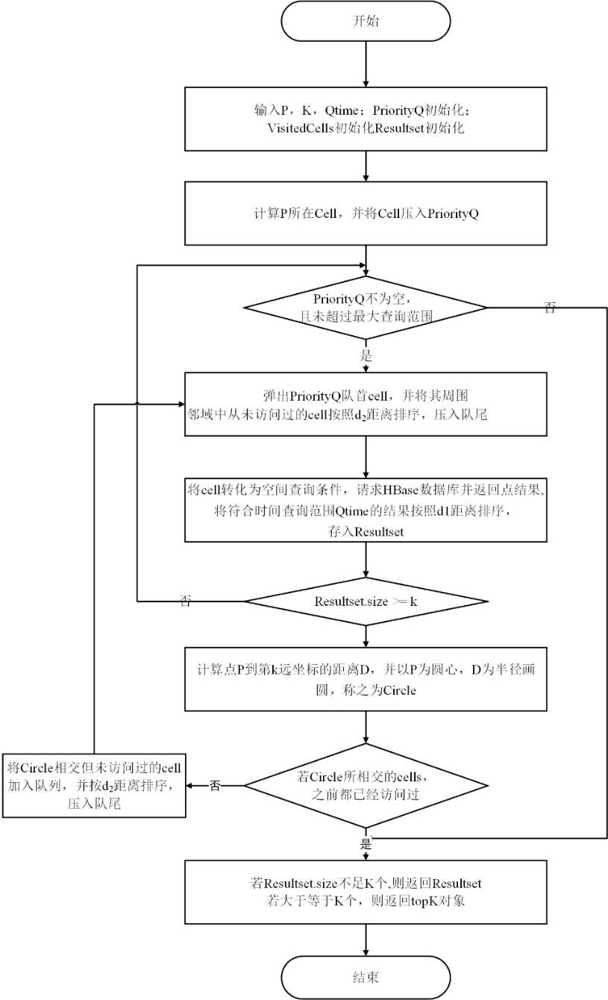 开始
输入P，K，Qtime；PriorityQ初始化；
VisitedCells初始化Resultset初始化
计算P所在Cell，并将Cell压入PriorityQ
PriorityQ不为空，
且未超过最大查询范围
否
是
弹出PriorityQ队首cell，并将其周围
邻域中从未访问过的cell按照d₂距离排序，压入队尾
将cell转化为空间查询条件，请求HBase数据库并返回点结果,
将符合时间查询范围Qtime的结果按照d1距离排序，
存入Resultset
否
Resultset.size >= k
计算点P到第k远坐标的距离D，并以P为圆心，D为半径画
圆，称之为Circle
将Circle相交但未访问过的cell
加入队列，并按d₂距离排序，
压入队尾
否
若Circle所相交的cells，
之前都已经访问过
是
若Resultset.size不足K个,则返回Resultset
若大于等于K个，则返回topK对象
结束